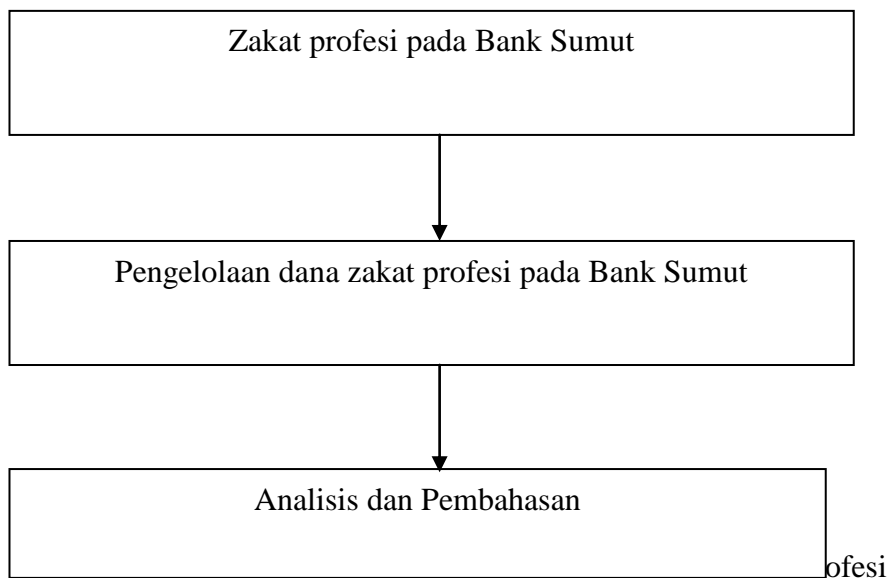 Zakat profesi pada Bank Sumut
Pengelolaan dana zakat profesi pada Bank Sumut
Analisis dan Pembahasan
ofesi